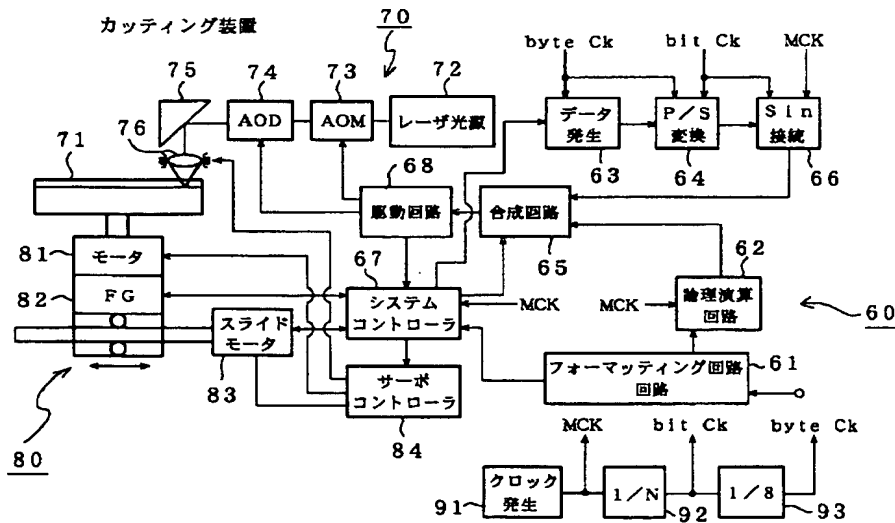 カッティング装置
70
byte Ck
bit Ck
MCK
75
74
73
72
AOD
AOM
レーザ光源
データ
発生
P/S
変換
Sin
接続
76
71
68
63
64
66
駆動回路
合成回路
65
62
81
モータ
67
論理演算
回路
MCK
60
82
FG
システム
コントローラ
MCK
スライド
モータ
フォーマッティング回路
回路
61
83
サーボ
コントローラ
84
80
MCK
bit Ck
byte Ck
クロック
発生
1/N
1/8
91
92
93